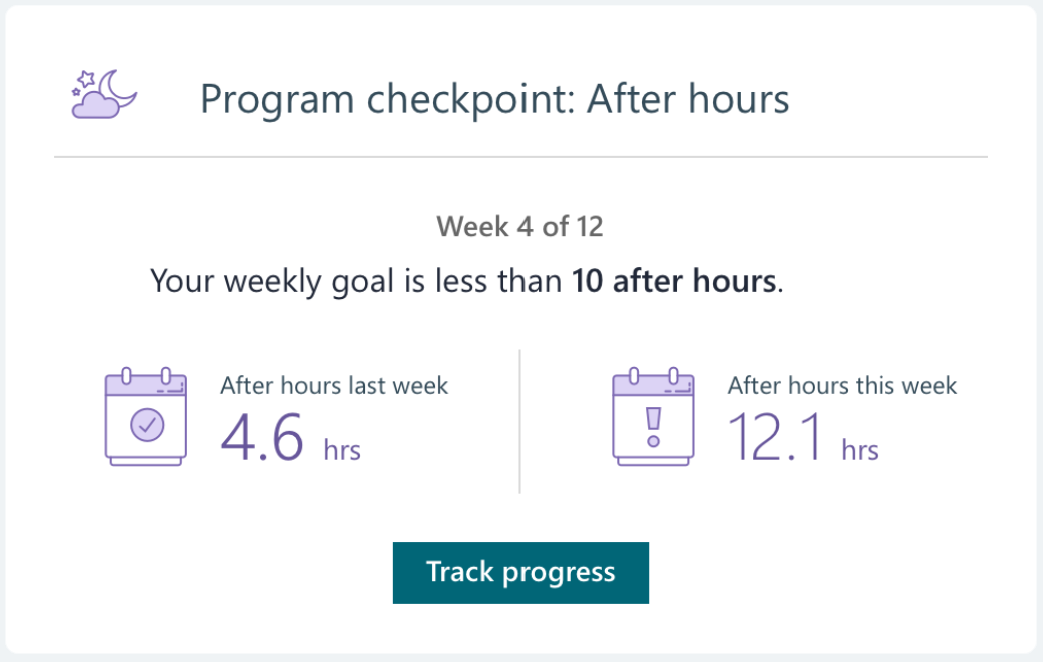 Program checkpoint: After hours
Week 4 of 12
Your weekly goal is less than 10 after hours.
After hours last week
4.6 hrs
After hours this week
12.1 hrs
Track progress